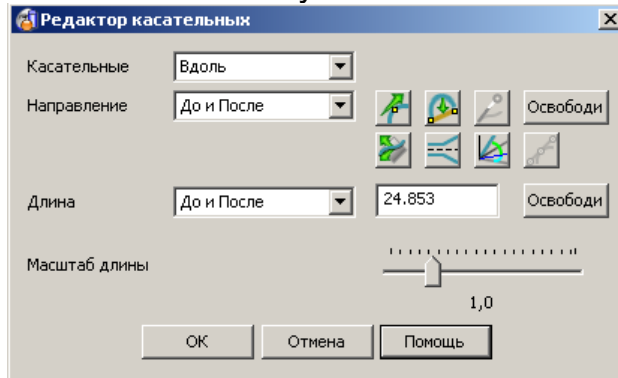 Редактор касательных
Касательные Вдоль
Направление До и После Освободи
Длина До и После 24.853 Освободи
Масштаб длины
1,0
ОК Отмена Помощь